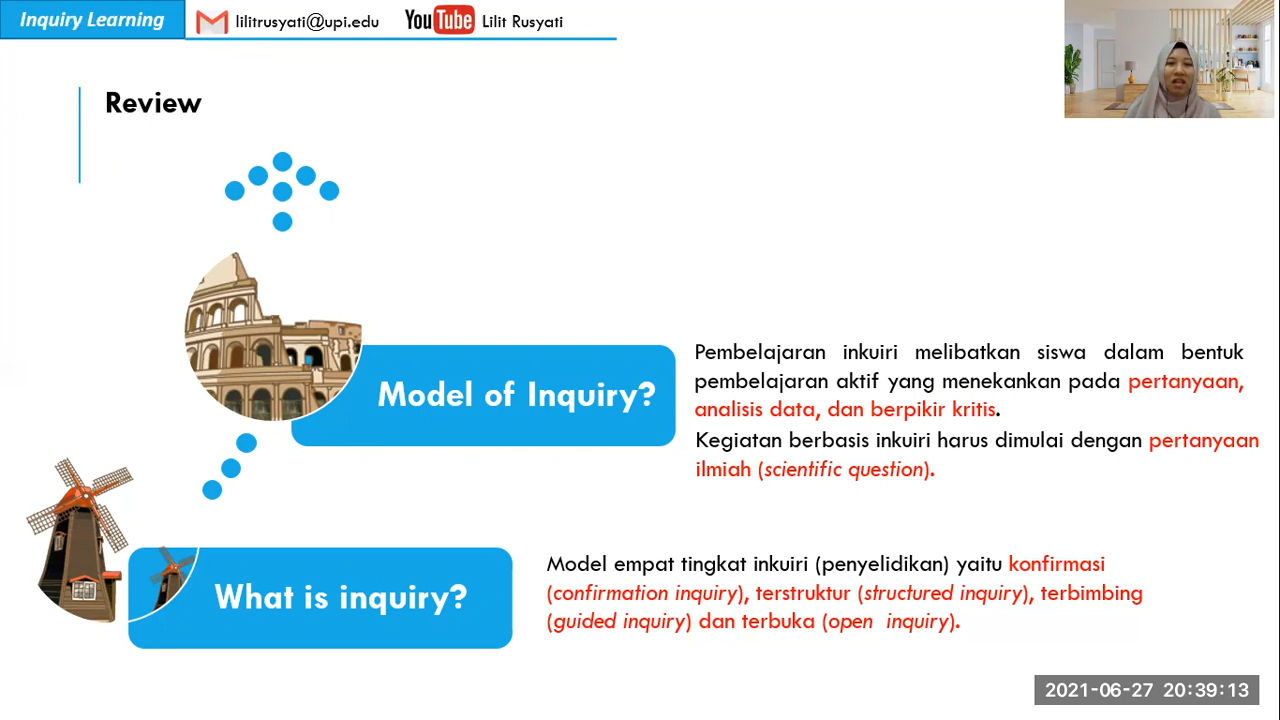 Inquiry Learning
lilitrusyati@upi.edu
YouTube
Lilit Rusyati
Review
Model of Inquiry?
Pembelajaran inkuiri melibatkan siswa dalam bentuk
pembelajaran aktif yang menekankan pada pertanyaan,
analisis data, dan berpikir kritis.
Kegiatan berbasis inkuiri harus dimulai dengan pertanyaan
ilmiah (scientific question).
What is inquiry?
Model empat tingkat inkuiri (penyelidikan) yaitu konfirmasi
(confirmation inquiry), terstruktur (structured inquiry), terbimbing
(guided inquiry) dan terbuka (open inquiry).
2021-06-27 20:39:13